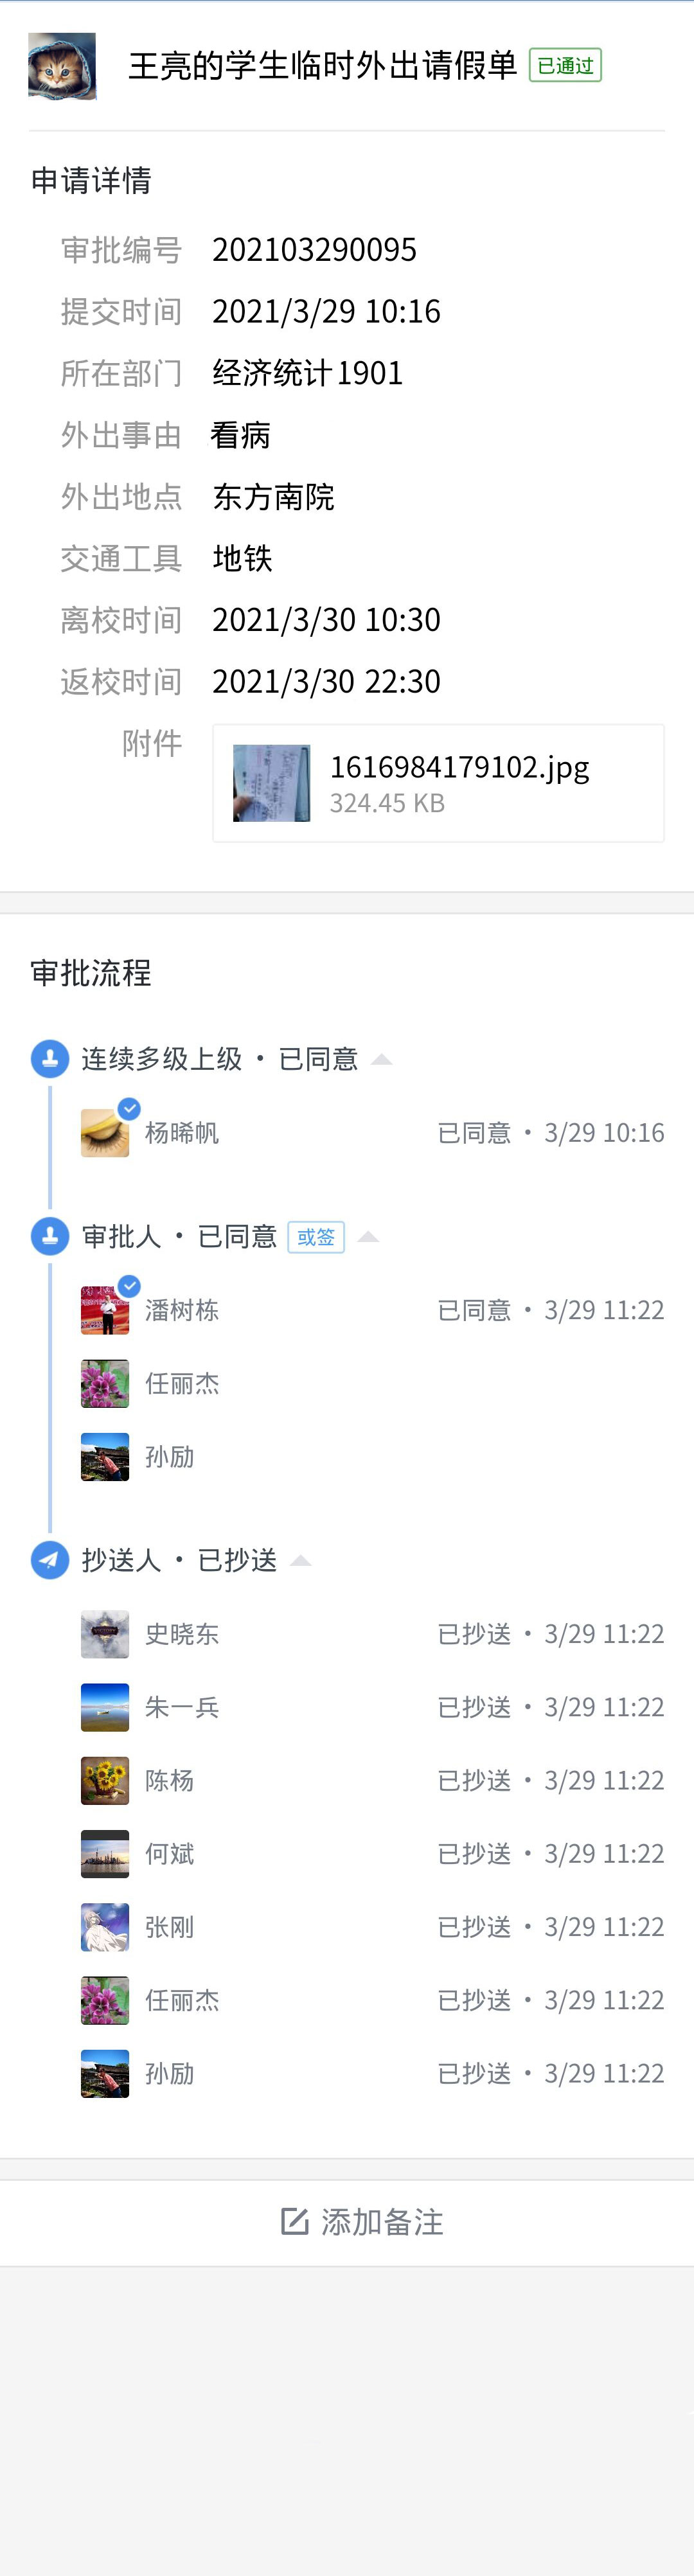 王亮的学生临时外出请假单 已通过
申请详情
审批编号 202103290095
提交时间 2021/3/29 10:16
所在部门 经济统计1901
外出事由 看病
外出地点 东方南院
交通工具 地铁
离校时间 2021/3/30 10:30
返校时间 2021/3/30 22:30
附件 1616984179102.jpg
324.45 KB
审批流程
连续多级上级 · 已同意
杨晞帆 已同意 · 3/29 10:16
审批人 · 已同意 或签
潘树栋 已同意 · 3/29 11:22
任丽杰
孙励
抄送人 · 已抄送
史晓东 已抄送 · 3/29 11:22
朱一兵 已抄送 · 3/29 11:22
陈杨 已抄送 · 3/29 11:22
何斌 已抄送 · 3/29 11:22
张刚 已抄送 · 3/29 11:22
任丽杰 已抄送 · 3/29 11:22
孙励 已抄送 · 3/29 11:22
添加备注